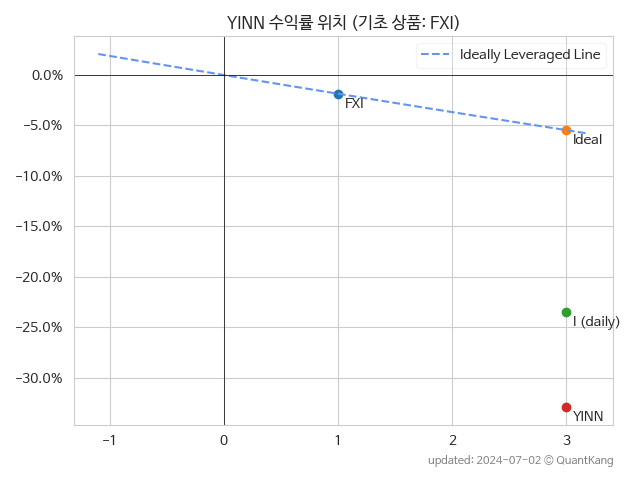 YINN 수익률 위치 (기초 상품: FXI)
Ideally Leveraged Line
0.0%
−5.0%
−10.0%
−15.0%
−20.0%
−25.0%
−30.0%
FXI
Ideal
I (daily)
YINN
−1
0
1
2
3
updated: 2024-07-02 © QuantKang